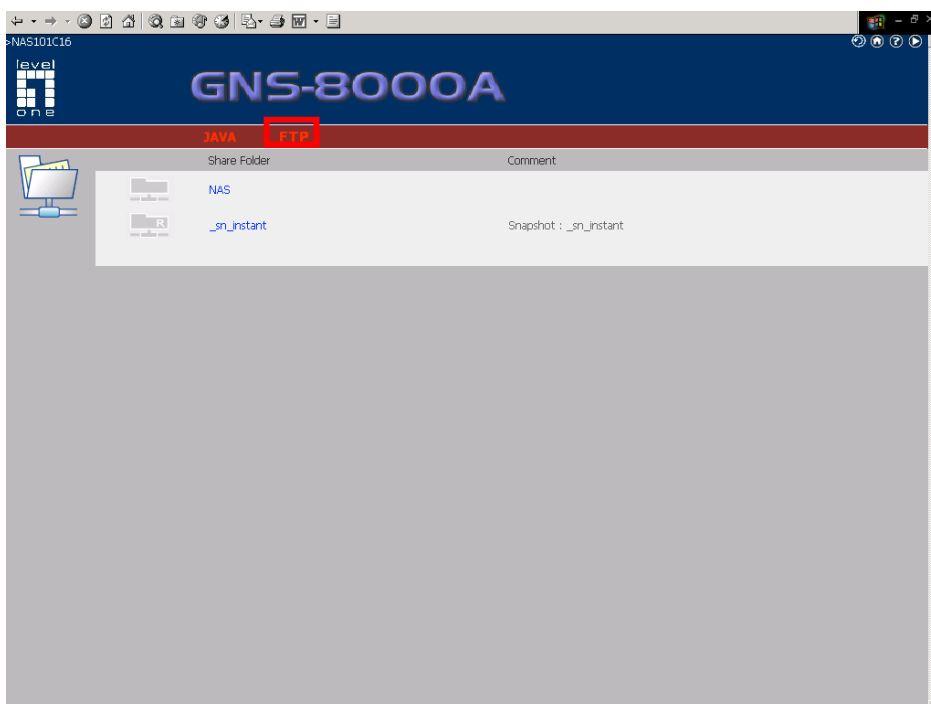 >NAS101C16
level
one
GNS-8000A
JAVA FTP
Share Folder Comment
NAS
R _sn_instant Snapshot : _sn_instant